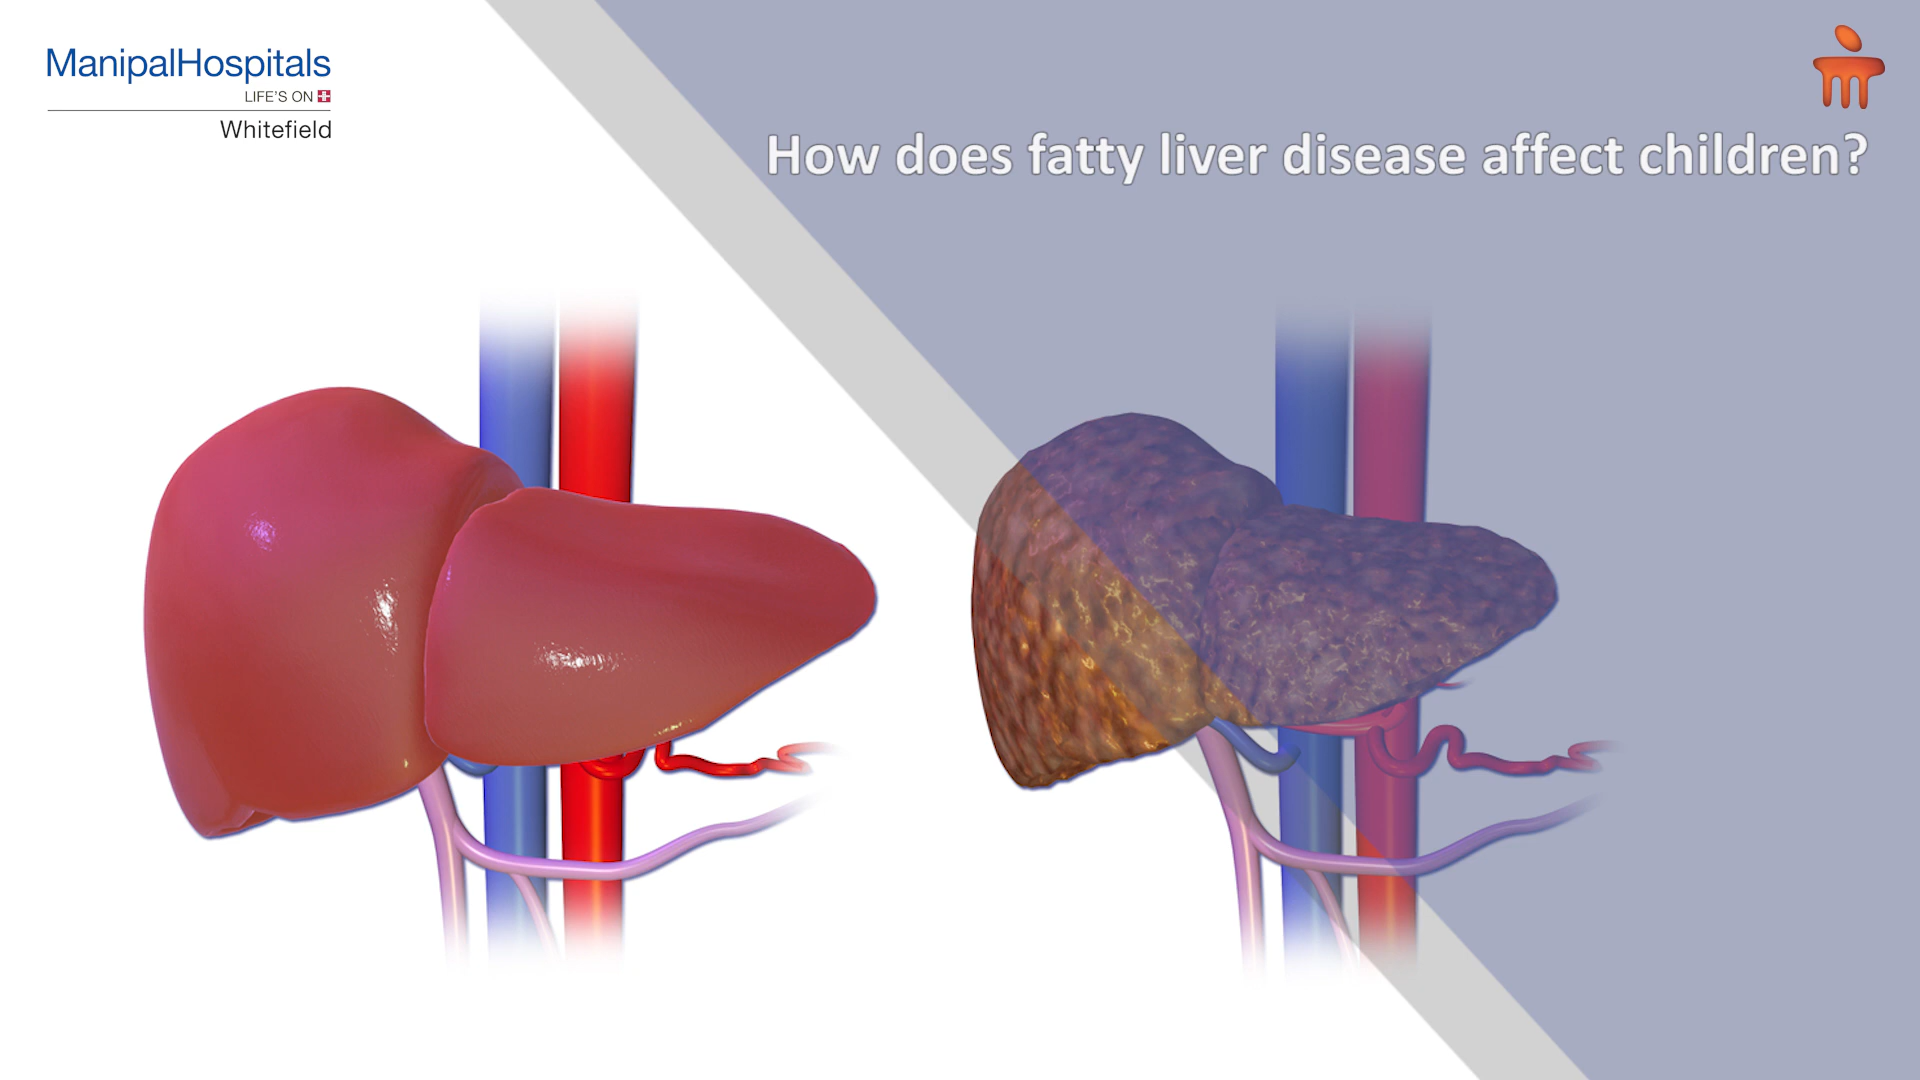 ManipalHospitals
LIFE'S ON
Whitefield
How does fatty liver disease affect children?